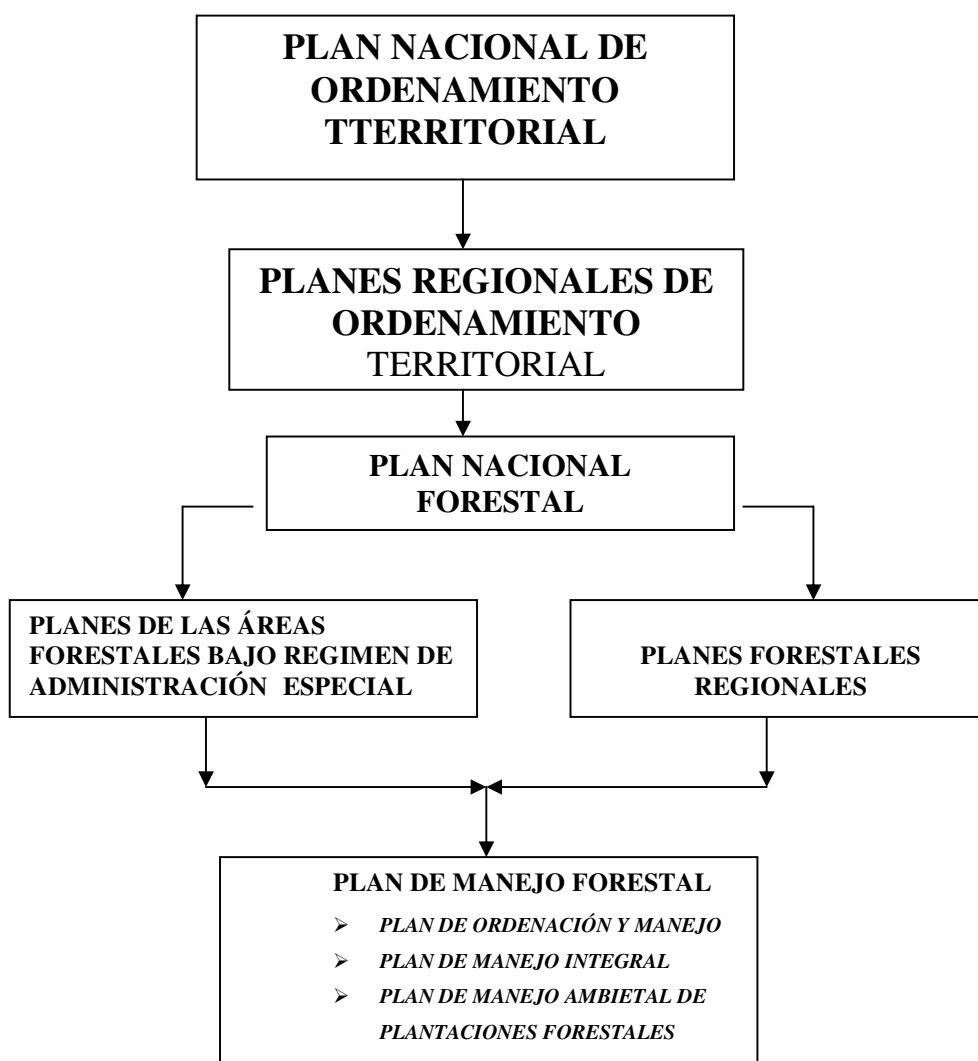 PLAN NACIONAL DE
ORDENAMIENTO
TTERRITORIAL
PLANES REGIONALES DE
ORDENAMIENTO
TERRITORIAL
PLAN NACIONAL
FORESTAL
PLANES DE LAS ÁREAS
FORESTALES BAJO REGIMEN DE
ADMINISTRACIÓN ESPECIAL
PLANES FORESTALES
REGIONALES
PLAN DE MANEJO FORESTAL
➢ PLAN DE ORDENACIÓN Y MANEJO
➢ PLAN DE MANEJO INTEGRAL
➢ PLAN DE MANEJO AMBIETAL DE
PLANTACIONES FORESTALES